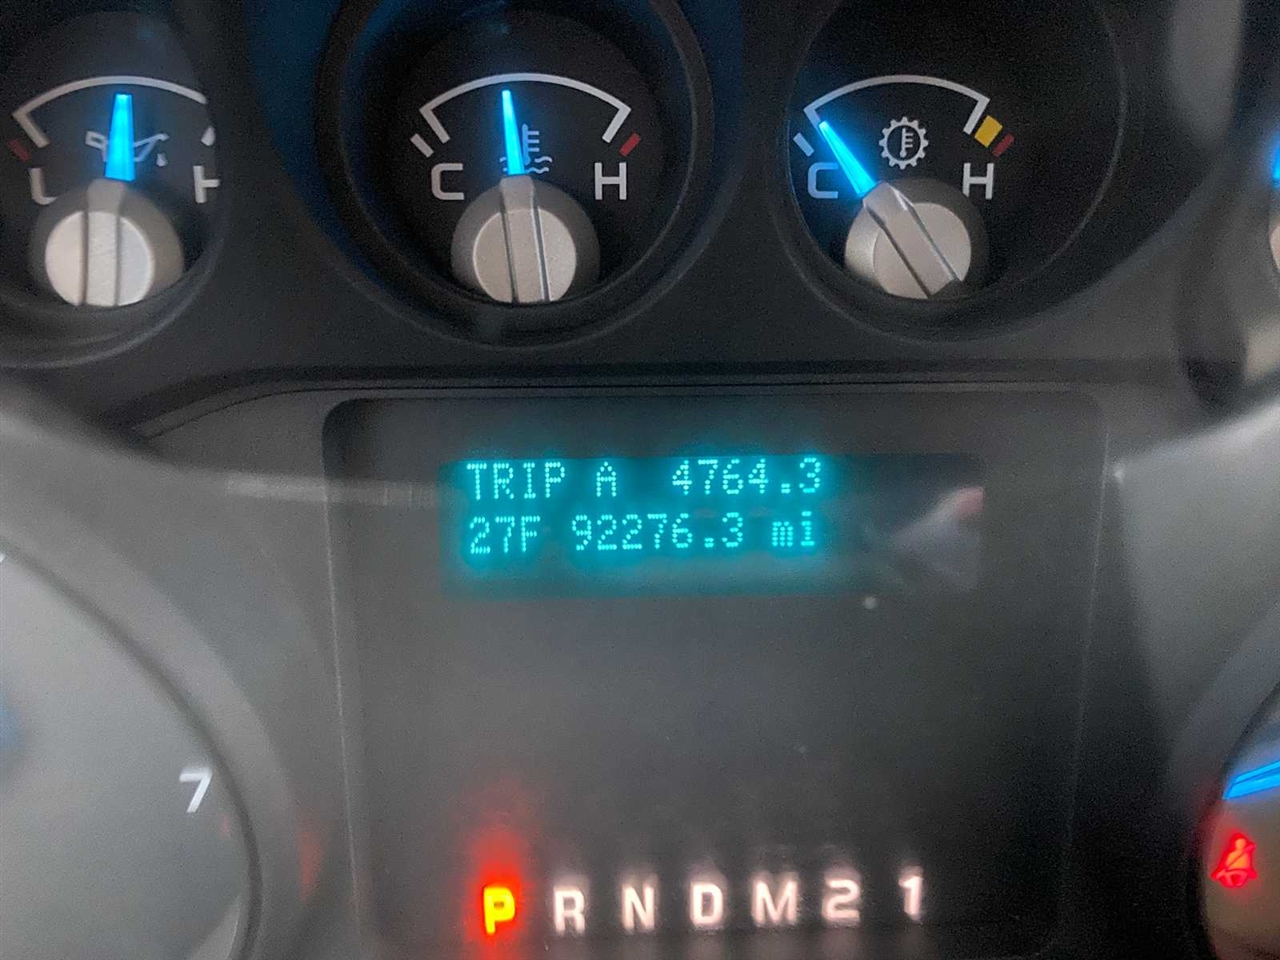 L H
C H
C H
TRIP A 4764.3
27F 92276.3 mi
7
P R N D M 2 1